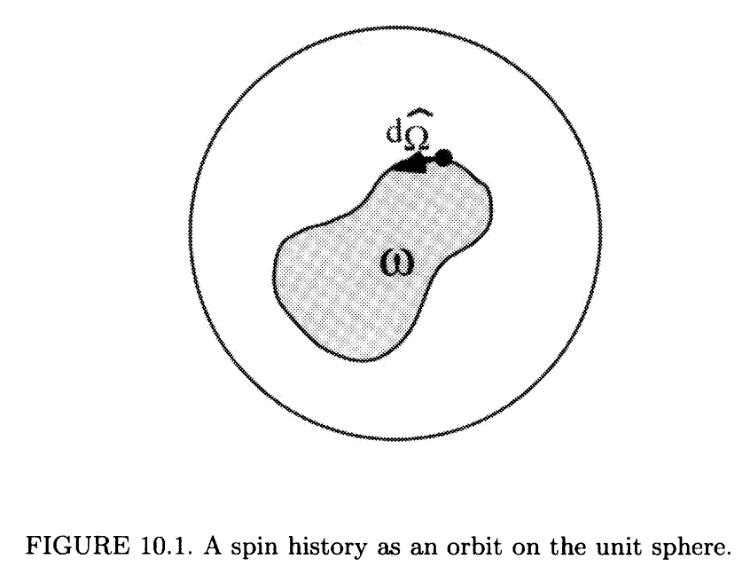 dΩ̂
ω
FIGURE 10.1. A spin history as an orbit on the unit sphere.